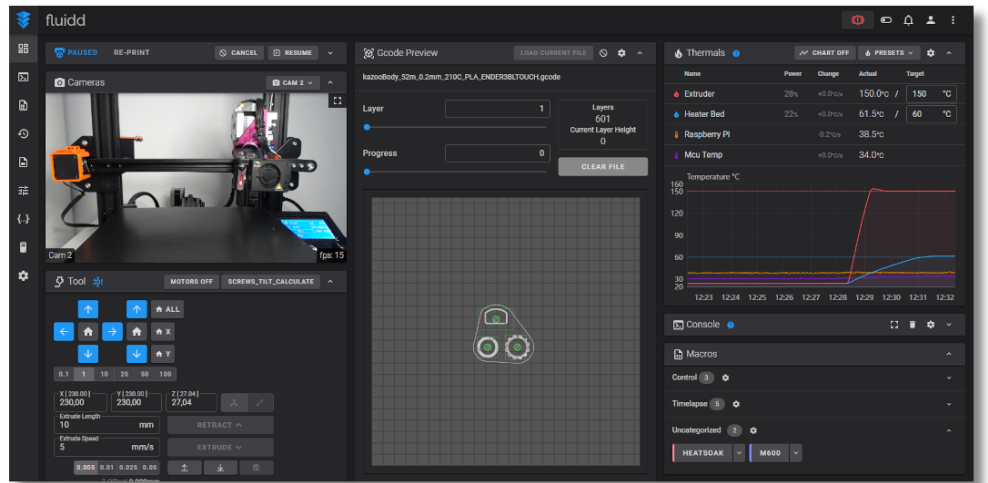 fluidd
PAUSED RE-PRINT CANCEL RESUME
Cameras CAM 2
Cam 2 fps: 15
Tool MOTORS OFF SCREWS_TILT_CALCULATE
ALL
X
Y
0.1 1 10 25 50 100
X [ 230.00 ] Y [ 230.00 ] Z [ 27.04 ]
230,00 230,00 27,04
Extrude Length
10 mm RETRACT
Extrude Speed
5 mm/s EXTRUDE
0.005 0.01 0.025 0.05
Z Offset 0.000mm
Gcode Preview LOAD CURRENT FILE
kazooBody_52m_0.2mm_210C_PLA_ENDER3BLTOUCH.gcode
Layer 1
Progress 0
Layers
601
Current Layer Height
0
CLEAR FILE
Thermals CHART OFF PRESETS
Name Power Change Actual Target
Extruder 28% +0.0°C/s 150.0°C / 150 °C
Heater Bed 22% +0.0°C/s 61.5°C / 60 °C
Raspberry Pi -0.2°C/s 38.5°C
Mcu Temp +0.0°C/s 34.0°C
Temperature °C
160
150
120
90
60
30
20
12:23 12:24 12:25 12:26 12:27 12:28 12:29 12:30 12:31 12:32
Console
Macros
Control 3
Timelapse 5
Uncategorized 2
HEATSOAK M600